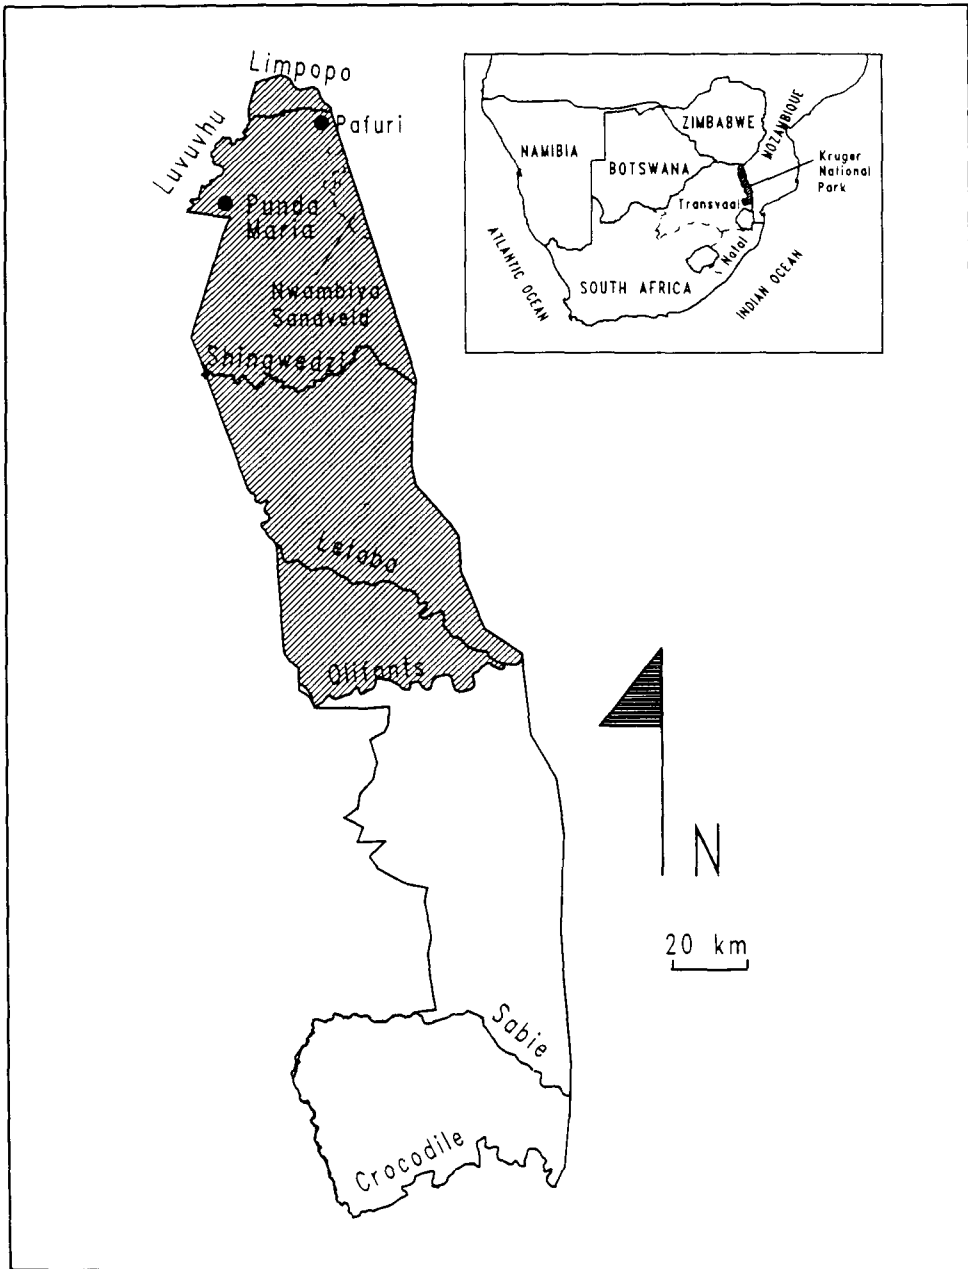 Limpopo
Luvuvhu
Pafuri
Punda
Maria
Nwambiya
Sandveld
Shingwedzi
Letaba
Olifants
Sabie
Crocodile
N
20 km
NAMIBIA
BOTSWANA
ZIMBABWE
MOZAMBIQUE
Kruger
National
Park
Transvaal
Natal
SOUTH AFRICA
ATLANTIC OCEAN
INDIAN OCEAN